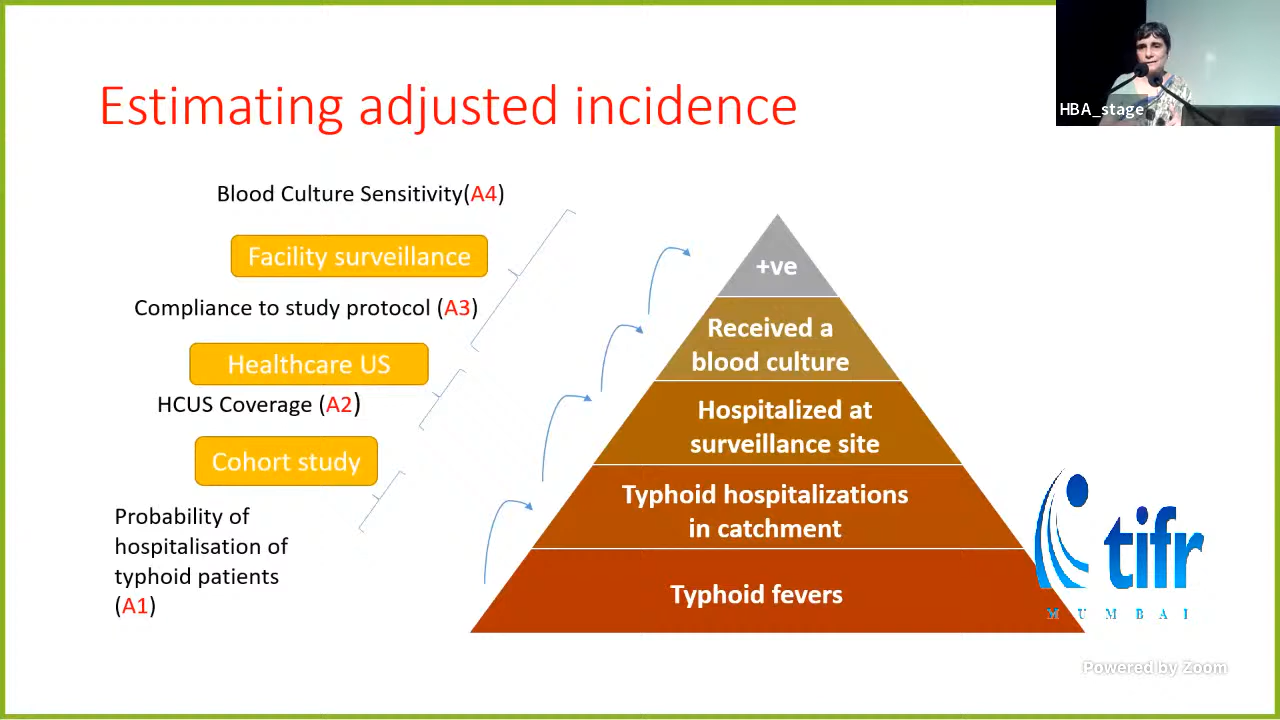 Estimating adjusted incidence
HBA_stage
Blood Culture Sensitivity(A4)
Facility surveillance
Compliance to study protocol (A3)
Healthcare US
HCUS Coverage (A2)
Cohort study
Probability of
hospitalisation of
typhoid patients
(A1)
+ve
Received a
blood culture
Hospitalized at
surveillance site
Typhoid hospitalizations
in catchment
Typhoid fevers
tifr
MUMBAI
Powered by Zoom